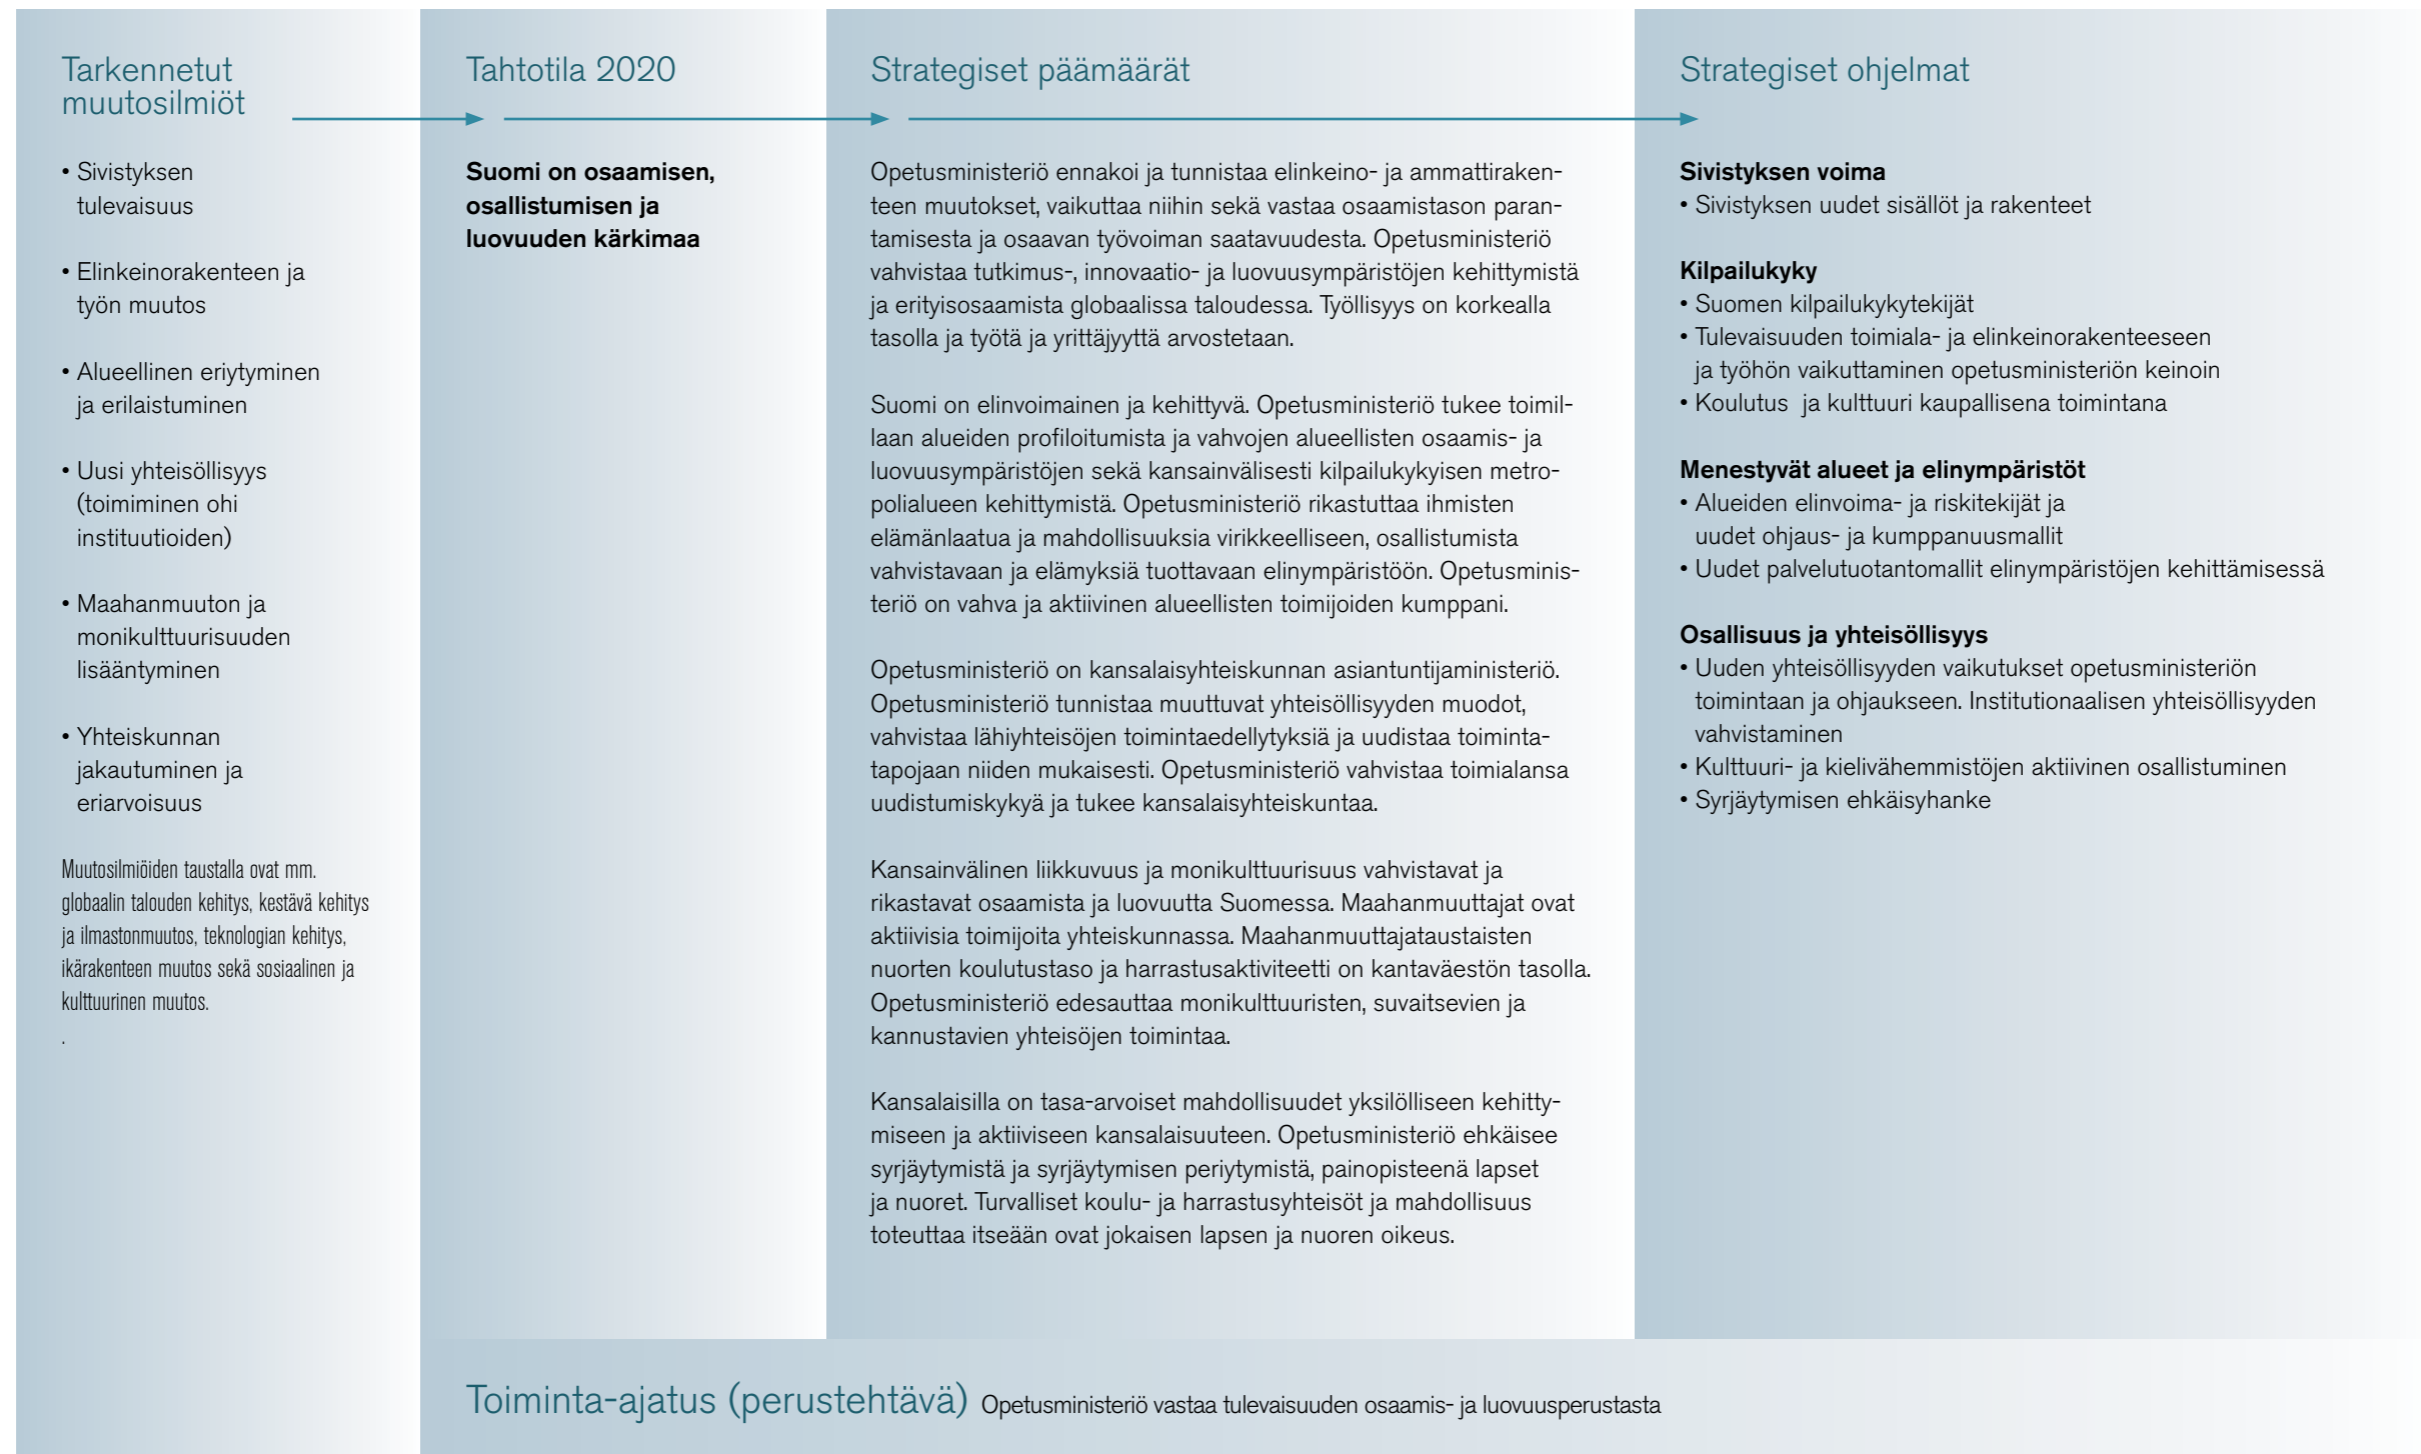 Tarkennetut
muutosilmiöt
• Sivistyksen
tulevaisuus
• Elinkeinorakenteen ja
työn muutos
• Alueellinen eriytyminen
ja erilaistuminen
• Uusi yhteisöllisyys
(toimiminen ohi
instituutioiden)
• Maahanmuuton ja
monikulttuurisuuden
lisääntyminen
• Yhteiskunnan
jakautuminen ja
eriarvoisuus
Muutosilmiöiden taustalla ovat mm.
globaalin talouden kehitys, kestävä kehitys
ja ilmastonmuutos, teknologian kehitys,
ikärakenteen muutos sekä sosiaalinen ja
kulttuurinen muutos.
.
Tahtotila 2020
Suomi on osaamisen,
osallistumisen ja
luovuuden kärkimaa
Strategiset päämäärät
Opetusministeriö ennakoi ja tunnistaa elinkeino- ja ammattiraken-
teen muutokset, vaikuttaa niihin sekä vastaa osaamistason paran-
tamisesta ja osaavan työvoiman saatavuudesta. Opetusministeriö
vahvistaa tutkimus-, innovaatio- ja luovuusympäristöjen kehittymistä
ja erityisosaamista globaalissa taloudessa. Työllisyys on korkealla
tasolla ja työtä ja yrittäjyyttä arvostetaan.
Suomi on elinvoimainen ja kehittyvä. Opetusministeriö tukee toimil-
laan alueiden profiloitumista ja vahvojen alueellisten osaamis- ja
luovuusympäristöjen sekä kansainvälisesti kilpailukykyisen metro-
polialueen kehittymistä. Opetusministeriö rikastuttaa ihmisten
elämänlaatua ja mahdollisuuksia virikkeelliseen, osallistumista
vahvistavaan ja elämyksiä tuottavaan elinympäristöön. Opetusminis-
teriö on vahva ja aktiivinen alueellisten toimijoiden kumppani.
Opetusministeriö on kansalaisyhteiskunnan asiantuntijaministeriö.
Opetusministeriö tunnistaa muuttuvat yhteisöllisyyden muodot,
vahvistaa lähiyhteisöjen toimintaedellytyksiä ja uudistaa toiminta-
tapojaan niiden mukaisesti. Opetusministeriö vahvistaa toimialansa
uudistumiskykyä ja tukee kansalaisyhteiskuntaa.
Kansainvälinen liikkuvuus ja monikulttuurisuus vahvistavat ja
rikastavat osaamista ja luovuutta Suomessa. Maahanmuuttajat ovat
aktiivisia toimijoita yhteiskunnassa. Maahanmuuttajataustaisten
nuorten koulutustaso ja harrastusaktiviteetti on kantaväestön tasolla.
Opetusministeriö edesauttaa monikulttuuristen, suvaitsevien ja
kannustavien yhteisöjen toimintaa.
Kansalaisilla on tasa-arvoiset mahdollisuudet yksilölliseen kehitty-
miseen ja aktiiviseen kansalaisuuteen. Opetusministeriö ehkäisee
syrjäytymistä ja syrjäytymisen periytymistä, painopisteenä lapset
ja nuoret. Turvalliset koulu- ja harrastusyhteisöt ja mahdollisuus
toteuttaa itseään ovat jokaisen lapsen ja nuoren oikeus.
Strategiset ohjelmat
Sivistyksen voima
• Sivistyksen uudet sisällöt ja rakenteet
Kilpailukyky
• Suomen kilpailukykytekijät
• Tulevaisuuden toimiala- ja elinkeinorakenteeseen
ja työhön vaikuttaminen opetusministeriön keinoin
• Koulutus ja kulttuuri kaupallisena toimintana
Menestyvät alueet ja elinympäristöt
• Alueiden elinvoima- ja riskitekijät ja
uudet ohjaus- ja kumppanuusmallit
• Uudet palvelutuotantomallit elinympäristöjen kehittämisessä
Osallisuus ja yhteisöllisyys
• Uuden yhteisöllisyyden vaikutukset opetusministeriön
toimintaan ja ohjaukseen. Institutionaalisen yhteisöllisyyden
vahvistaminen
• Kulttuuri- ja kielivähemmistöjen aktiivinen osallistuminen
• Syrjäytymisen ehkäisyhanke
Toiminta-ajatus (perustehtävä) Opetusministeriö vastaa tulevaisuuden osaamis- ja luovuusperustasta